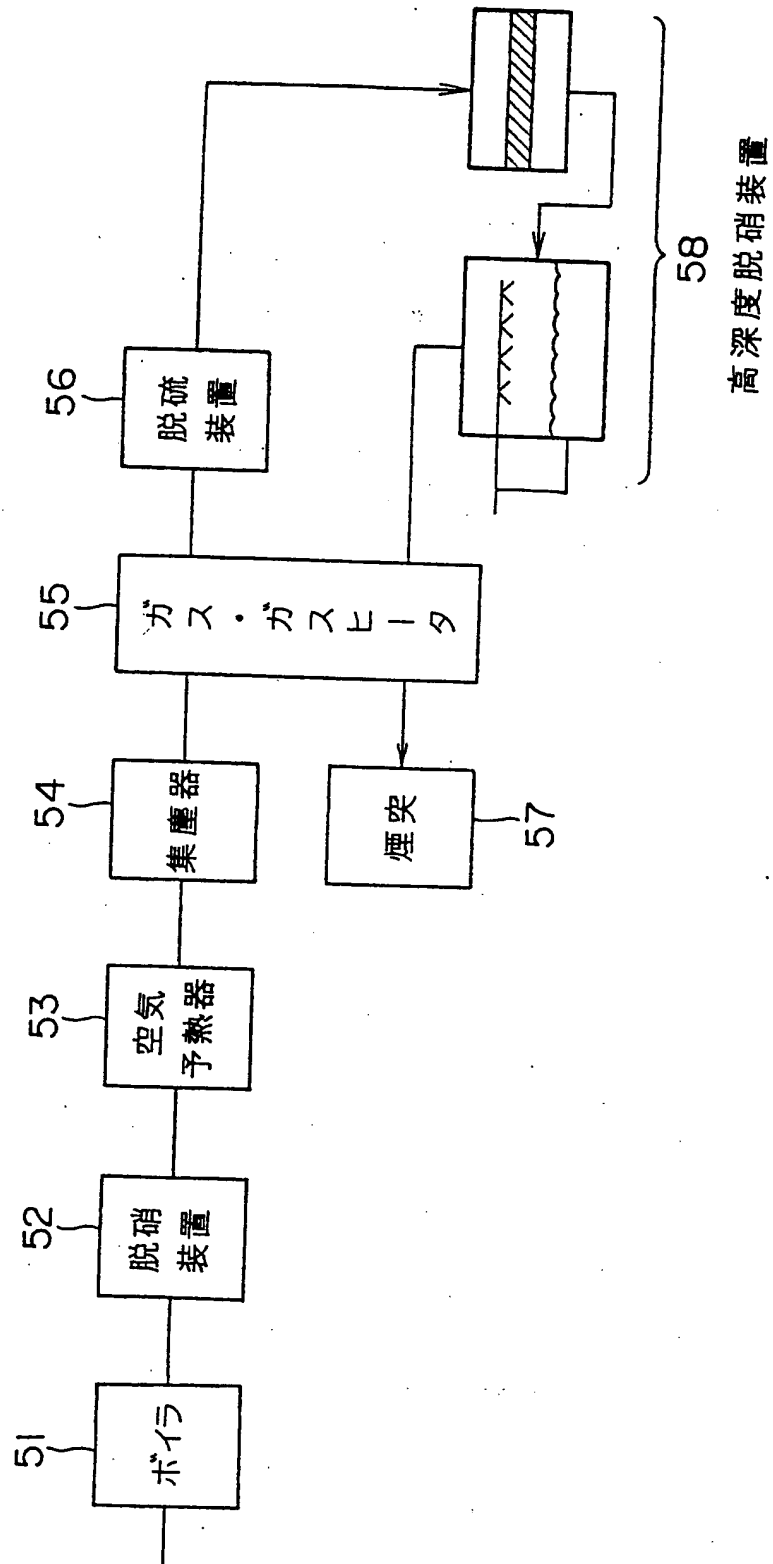 51
ボイラ
52
脱硝
装置
53
空気
予熱器
54
集塵器
55
ガス・ガスヒータ
56
脱硫
装置
57
煙突
58
高深度脱硝装置